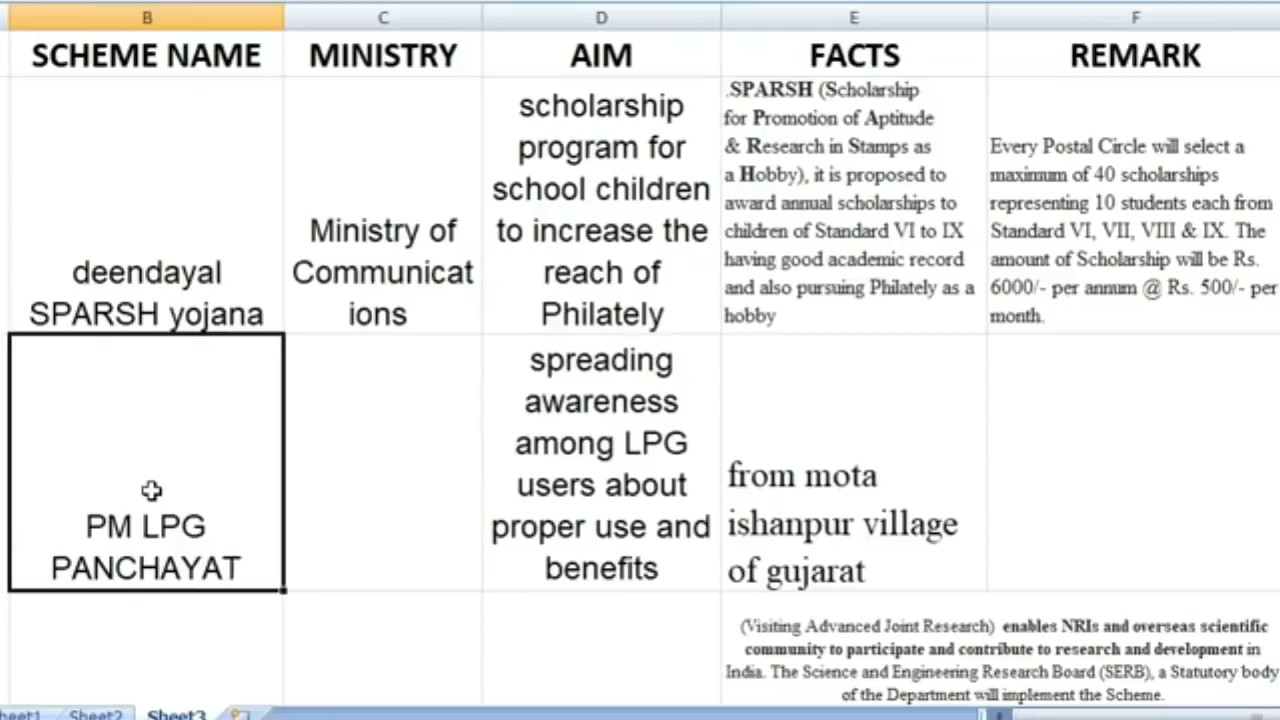 B C D E F
SCHEME NAME MINISTRY AIM FACTS REMARK
deendayal
SPARSH yojana
Ministry of
Communicat
ions
scholarship
program for
school children
to increase the
reach of
Philately
.SPARSH (Scholarship
for Promotion of Aptitude
& Research in Stamps as
a Hobby), it is proposed to
award annual scholarships to
children of Standard VI to IX
having good academic record
and also pursuing Philately as a
hobby
Every Postal Circle will select a
maximum of 40 scholarships
representing 10 students each from
Standard VI, VII, VIII & IX. The
amount of Scholarship will be Rs.
6000/- per annum @ Rs. 500/- per
month.
PM LPG
PANCHAYAT
spreading
awareness
among LPG
users about
proper use and
benefits
from mota
ishanpur village
of gujarat
(Visiting Advanced Joint Research) enables NRIs and overseas scientific
community to participate and contribute to research and development in
India. The Science and Engineering Research Board (SERB), a Statutory body
of the Department will implement the Scheme.
heet1 Sheet2 Sheet3